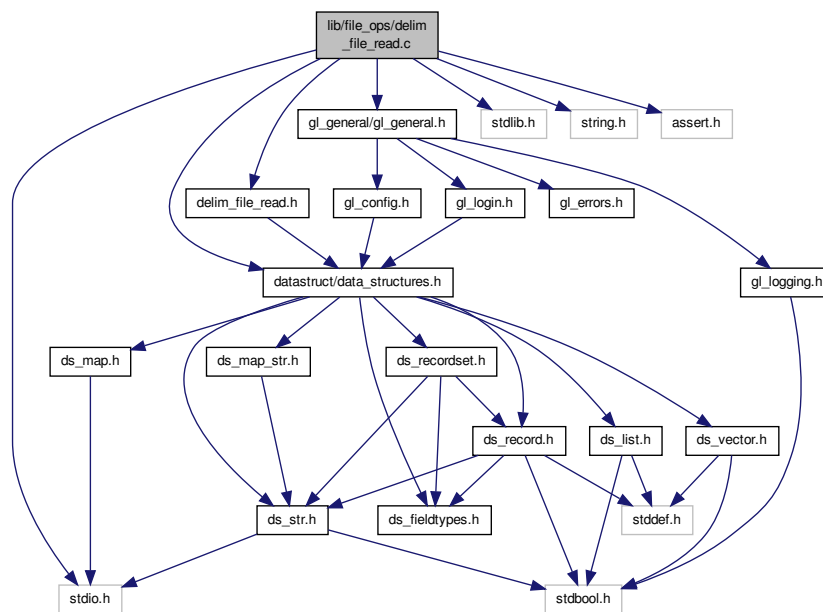 lib/file_ops/delim
_file_read.c
gl_general/gl_general.h
stdlib.h
string.h
assert.h
delim_file_read.h
gl_config.h
gl_login.h
gl_errors.h
datastruct/data_structures.h
gl_logging.h
ds_map.h
ds_map_str.h
ds_recordset.h
ds_record.h
ds_list.h
ds_vector.h
ds_str.h
ds_fieldtypes.h
stddef.h
stdio.h
stdbool.h